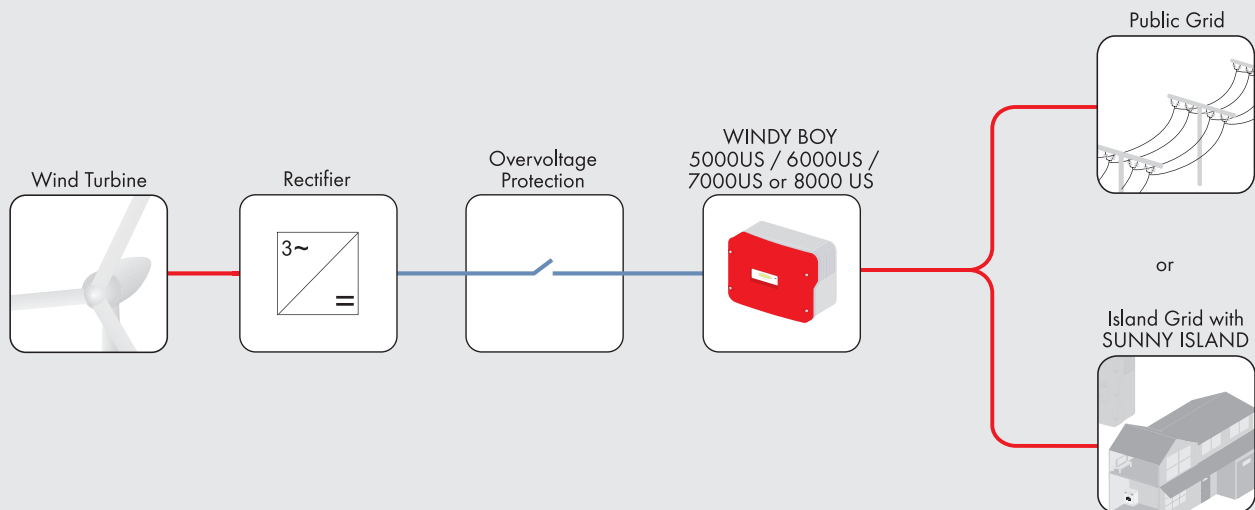 Wind Turbine
Rectifier
3~
Overvoltage
Protection
WINDY BOY
5000US / 6000US /
7000US or 8000 US
Public Grid
or
Island Grid with
SUNNY ISLAND